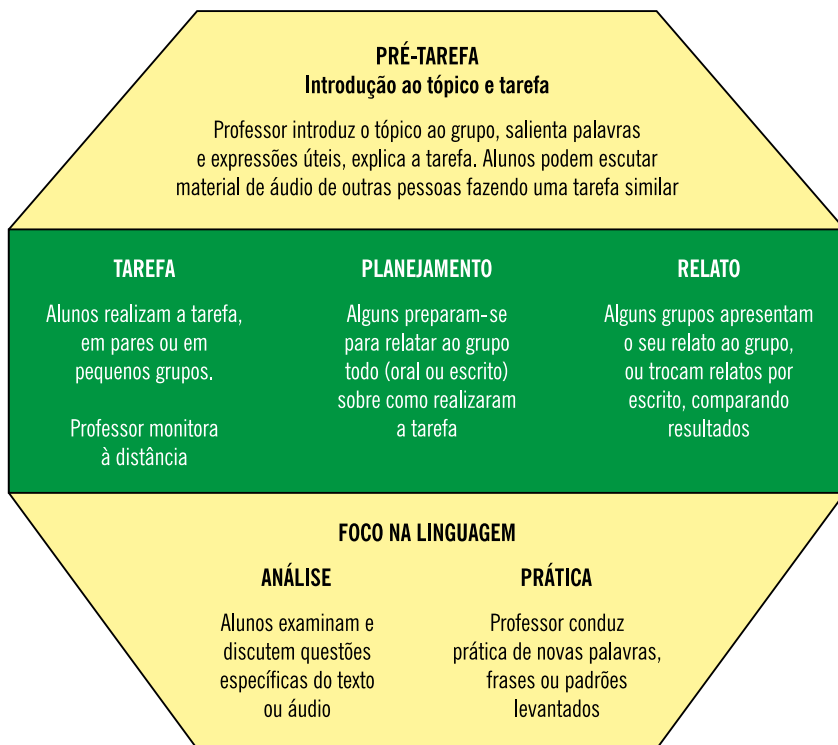 PRÉ-TAREFA
Introdução ao tópico e tarefa
Professor introduz o tópico ao grupo, salienta palavras
e expressões úteis, explica a tarefa. Alunos podem escutar
material de áudio de outras pessoas fazendo uma tarefa similar
TAREFA
Alunos realizam a tarefa,
em pares ou em
pequenos grupos.
Professor monitora
à distância
PLANEJAMENTO
Alguns preparam-se
para relatar ao grupo
todo (oral ou escrito)
sobre como realizaram
a tarefa
RELATO
Alguns grupos apresentam
o seu relato ao grupo,
ou trocam relatos por
escrito, comparando
resultados
FOCO NA LINGUAGEM
ANÁLISE
Alunos examinam e
discutem questões
específicas do texto
ou áudio
PRÁTICA
Professor conduz
prática de novas palavras,
frases ou padrões
levantados